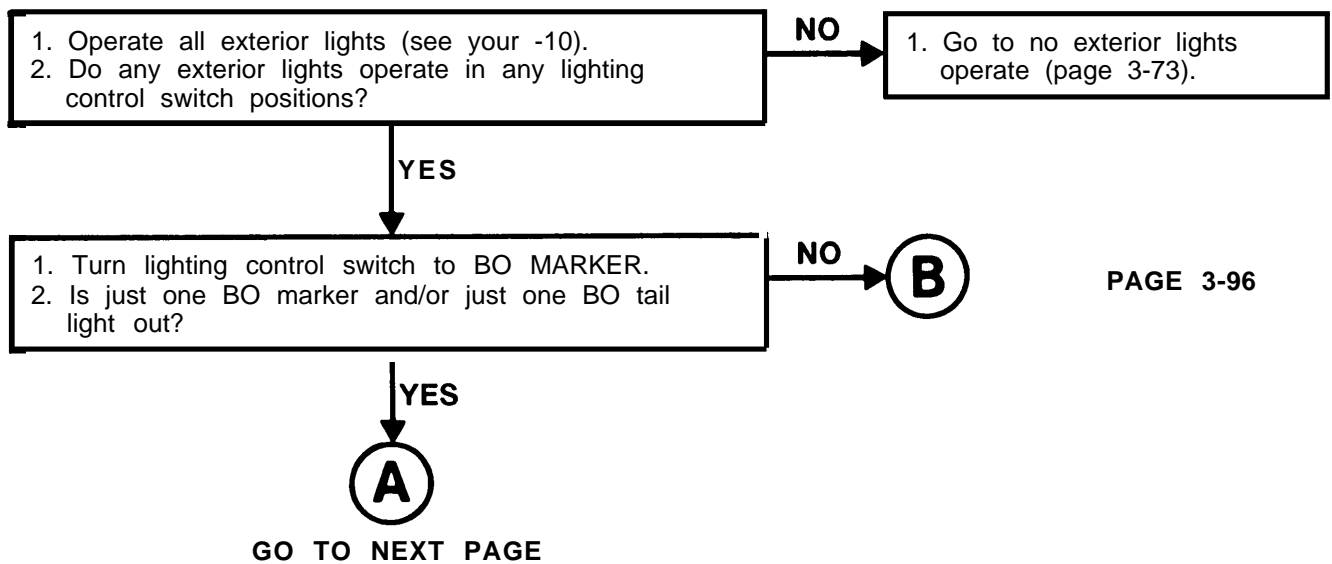 1. Operate all exterior lights (see your -10).
2. Do any exterior lights operate in any lighting
control switch positions?
NO
1. Go to no exterior lights
operate (page 3-73).
YES
1. Turn lighting control switch to BO MARKER.
2. Is just one BO marker and/or just one BO tail
light out?
NO
B
PAGE 3-96
YES
A
GO TO NEXT PAGE